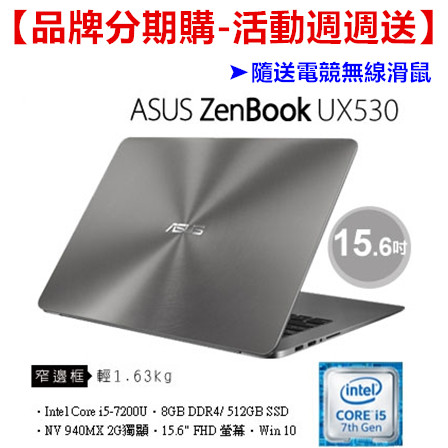 【品牌分期購-活動週週送】
➤隨送電競無線滑鼠
ASUS ZenBook UX530
ASUS
15.6吋
窄邊框 輕1.63kg
・Intel Core i5-7200U・8GB DDR4/ 512GB SSD
・NV 940MX 2G獨顯・15.6" FHD 螢幕・Win 10
intel
CORE i5
7th Gen